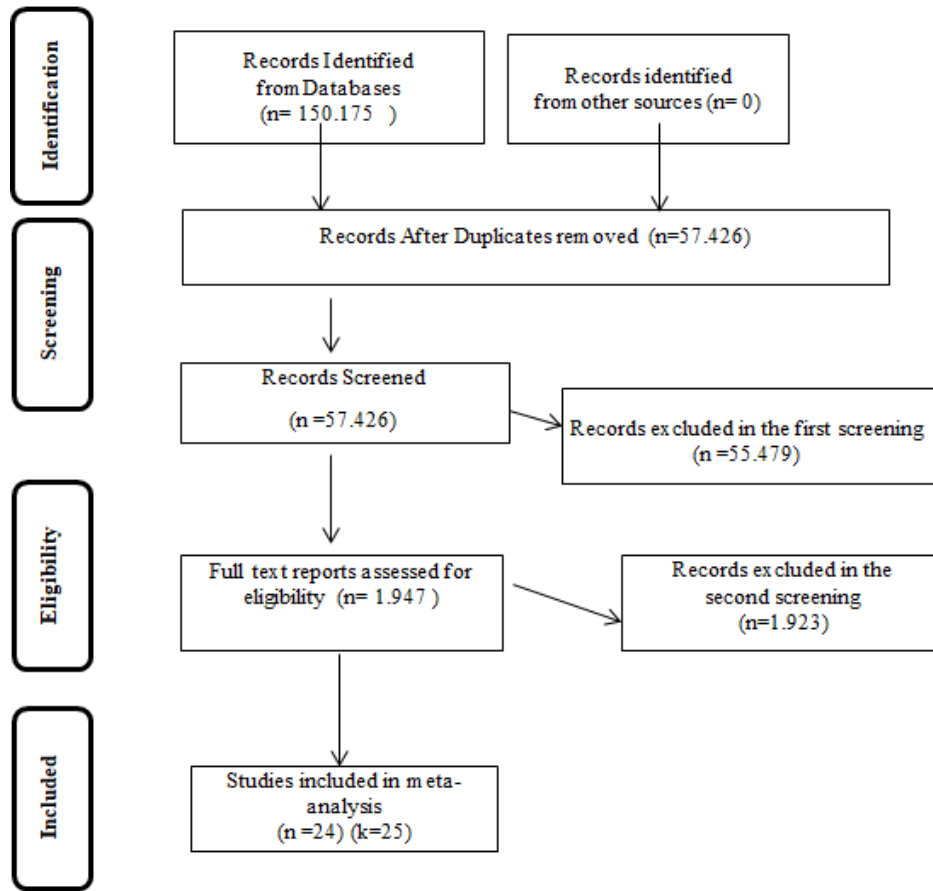 Identification
Records Identified
from Databases
(n= 150.175 )
Records identified
from other sources (n= 0)
Screening
Records After Duplicates removed (n=57.426)
Records Screened
(n =57.426)
Records excluded in the first screening
(n =55.479)
Eligibility
Full text reports assessed for
eligibility (n= 1.947 )
Records excluded in the
second screening
(n=1.923)
Included
Studies included in meta-
analysis
(n =24) (k=25)